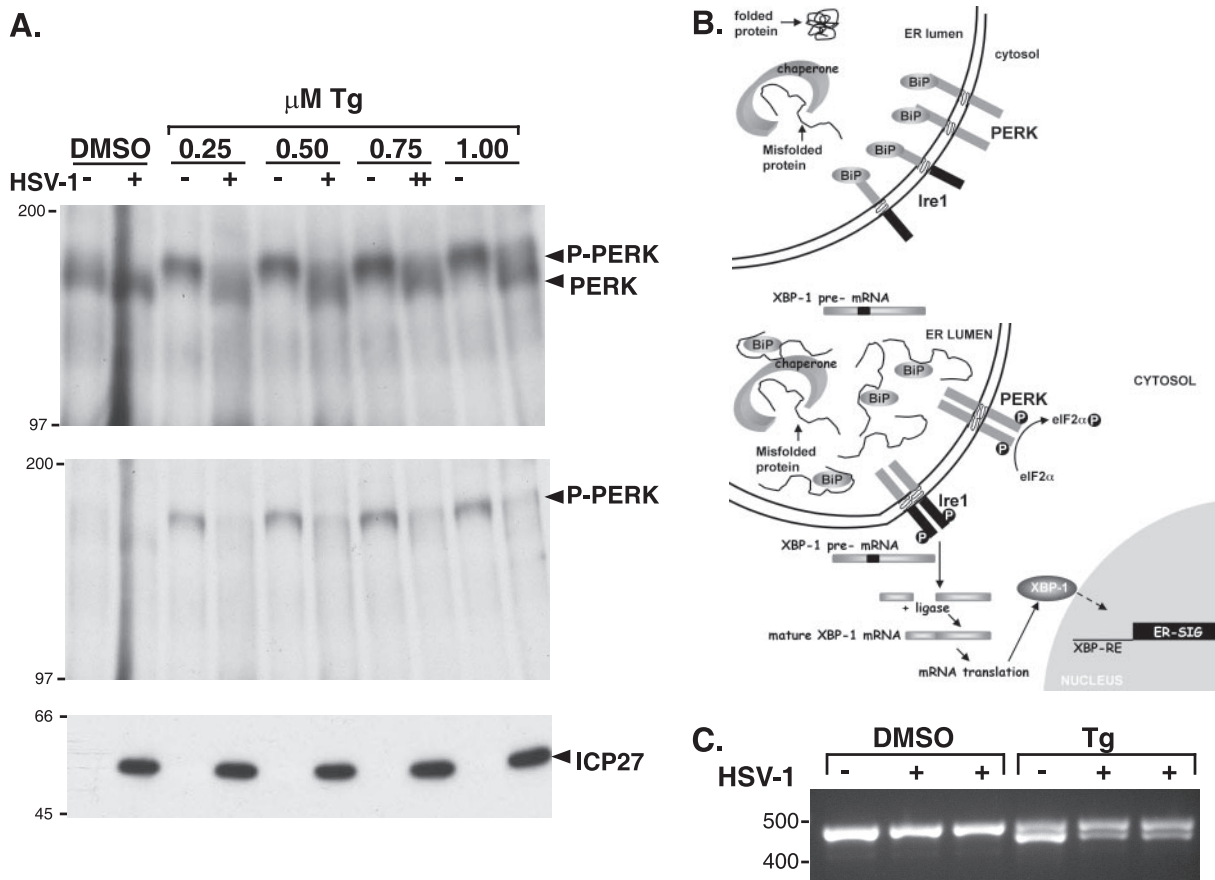 A.
μM Tg
DMSO 0.25 0.50 0.75 1.00
HSV-1 - + - + - + - ++ -
200
P-PERK
PERK
97
200
P-PERK
97
66
ICP27
45
B.
folded
protein
ER lumen
cytosol
chaperone
BiP
BiP
PERK
Misfolded
protein
BiP
BiP
Ire1
XBP-1 pre- mRNA
ER LUMEN
BiP
chaperone
BiP
CYTOSOL
BiP
PERK
P
eIF2αP
P
Misfolded
protein
eIF2α
BiP
Ire1
P
P
XBP-1 pre- mRNA
XBP-1
+ ligase
mature XBP-1 mRNA
ER-SIG
XBP-RE
mRNA translation
NUCLEUS
C.
DMSO Tg
HSV-1 - + + - + +
500
400